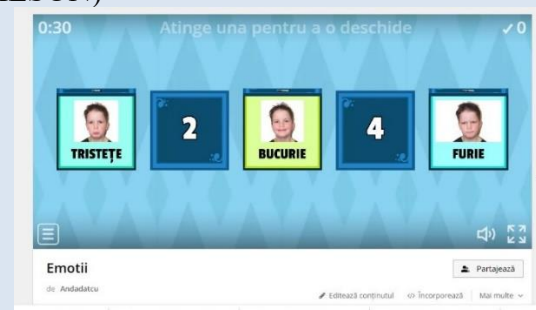 0:30 Atinge una pentru a o deschide ✓ 0
2 4
TRISTEȚE BUCURIE FURIE
Emotii
Partajează
de Andadatcu
Editează conținutul Încorporează Mai multe